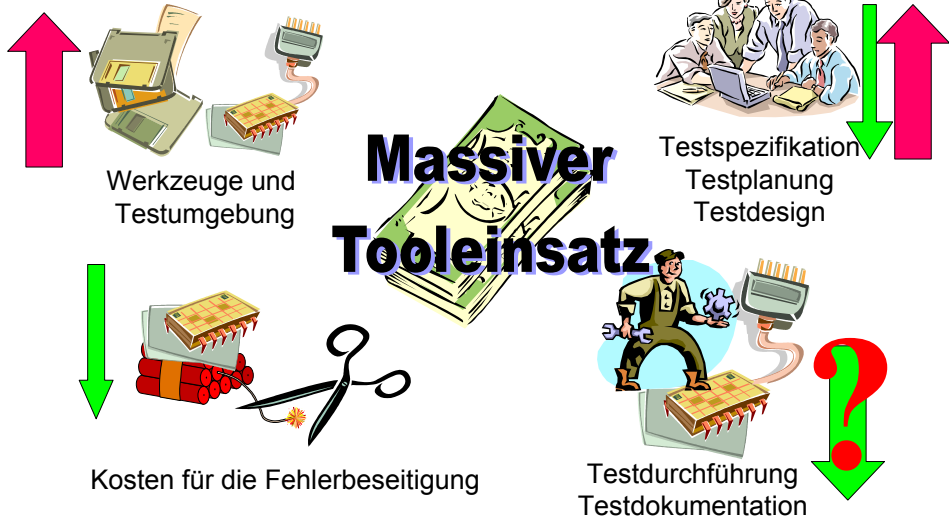 Massiver
Tooleinsatz
Werkzeuge und
Testumgebung
Testspezifikation
Testplanung
Testdesign
Kosten für die Fehlerbeseitigung
Testdurchführung
Testdokumentation
?